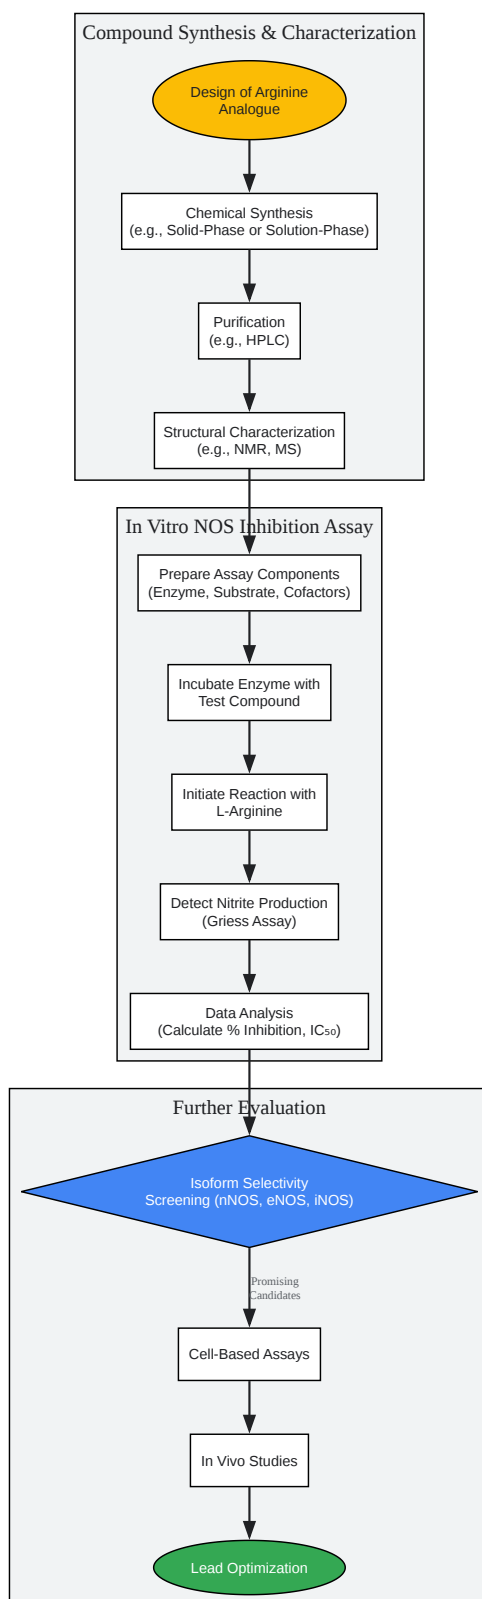 Compound Synthesis & Characterization
Design of Arginine
Analogue
Chemical Synthesis
(e.g., Solid-Phase or Solution-Phase)
Purification
(e.g., HPLC)
Structural Characterization
(e.g., NMR, MS)
In Vitro NOS Inhibition Assay
Prepare Assay Components
(Enzyme, Substrate, Cofactors)
Incubate Enzyme with
Test Compound
Initiate Reaction with
L-Arginine
Detect Nitrite Production
(Griess Assay)
Data Analysis
(Calculate % Inhibition, IC₅₀)
Further Evaluation
Isoform Selectivity
Screening (nNOS, eNOS, iNOS)
Promising
Candidates
Cell-Based Assays
In Vivo Studies
Lead Optimization